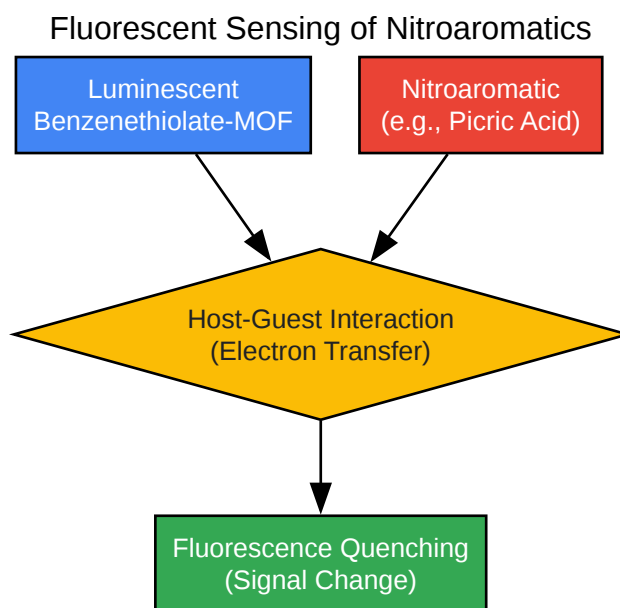 Fluorescent Sensing of Nitroaromatics
Luminescent
Benzenethiolate-MOF
Nitroaromatic
(e.g., Picric Acid)
Host-Guest Interaction
(Electron Transfer)
Fluorescence Quenching
(Signal Change)